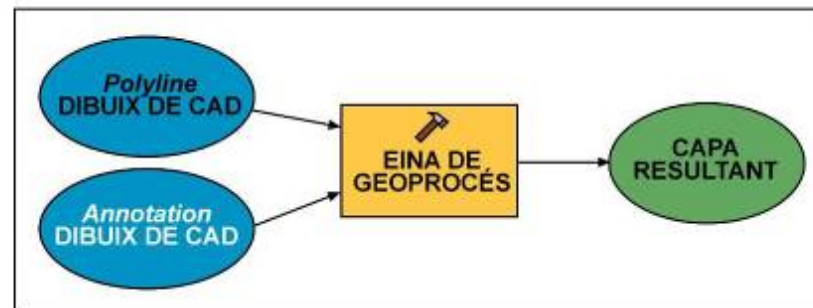 Polyline
DIBUIX DE CAD
EINA DE
GEOPROCÉS
CAPA
RESULTANT
Annotation
DIBUIX DE CAD